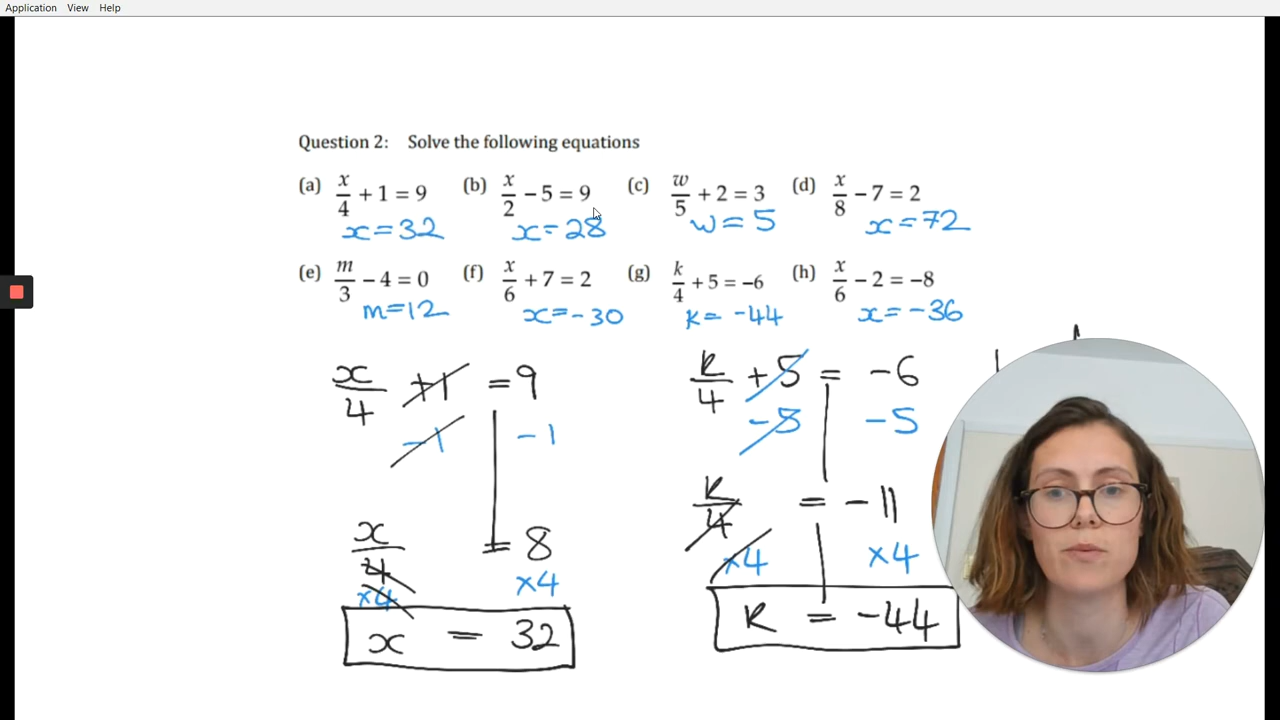 Application View Help
Question 2: Solve the following equations
(a) x/4 + 1 = 9 (b) x/2 − 5 = 9 (c) w/5 + 2 = 3 (d) x/8 − 7 = 2
x = 32 x = 28 w = 5 x = 72
(e) m/3 − 4 = 0 (f) x/6 + 7 = 2 (g) k/4 + 5 = −6 (h) x/6 − 2 = −8
m = 12 x = −30 k = −44 x = −36
x/4 +1 = 9
−1 −1
x/4 = 8
×4 ×4
x = 32
k/4 +5 = −6
−5 −5
k/4 = −11
×4 ×4
k = −44